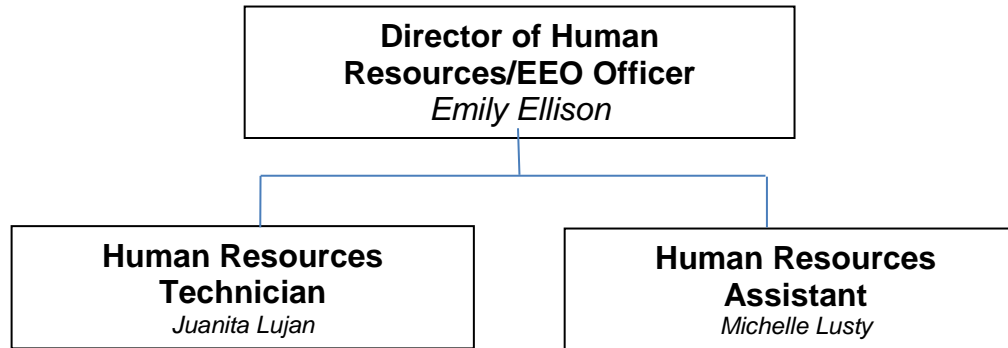 Director of Human
Resources/EEO Officer
Emily Ellison
Human Resources
Technician
Juanita Lujan
Human Resources
Assistant
Michelle Lusty